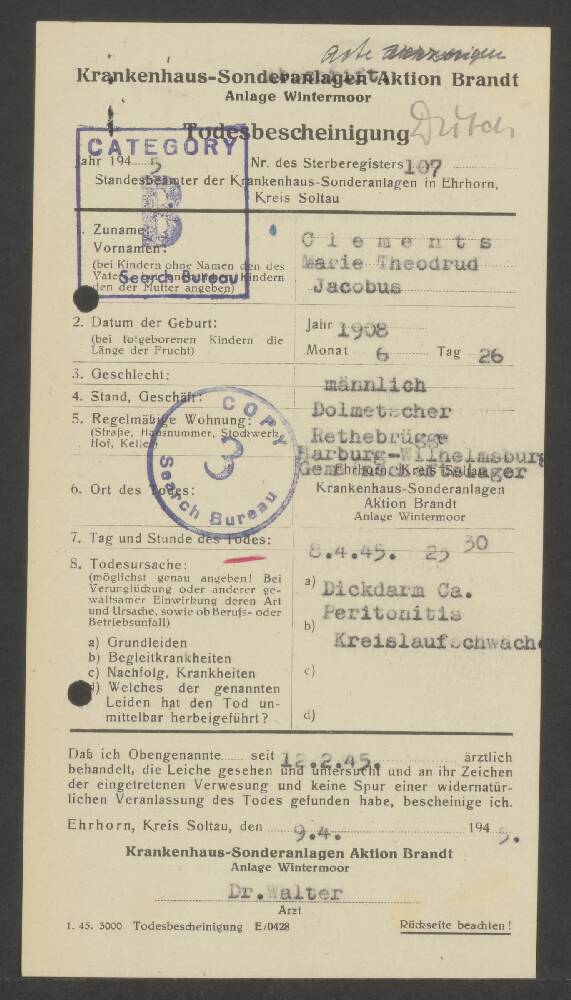 Krankenhaus-Sonderanlagen Aktion Brandt
Anlage Wintermoor
Todesbescheinigung
CATEGORY
B
Search Bureau
Jahr 194 5 Nr. des Sterberegisters 107
Standesbeamter der Krankenhaus-Sonderanlagen in Ehrhorn,
Kreis Soltau
1. Zuname: Clements
Vornamen: Marie Theodrud
(bei Kindern ohne Namen den des
Kindern
den der Mutter angeben) Jacobus
2. Datum der Geburt: Jahr 1908
(bei totgeborenen Kindern die
Länge der Frucht) Monat 6 Tag 26
3. Geschlecht: männlich
4. Stand, Geschäft: Dolmetscher
5. Regelmäßige Wohnung: Rethebrügge
(Straße, Hausnummer, Stockwerk,
Hof, Keller) Harburg-Wilhelmsburg
COPY
3
Search Bureau
Ehrhorn, Kreis Soltau
6. Ort des Todes: Krankenhaus-Sonderanlagen
Aktion Brandt
Anlage Wintermoor
7. Tag und Stunde des Todes: 8.4.45. 23 30
8. Todesursache:
(möglichst genau angeben! Bei
Verunglückung oder anderer ge-
waltsamer Einwirkung deren Art
und Ursache, sowie ob Berufs- oder
Betriebsunfall)
a) Dickdarm Ca.
Peritonitis
b) Kreislaufschwäch
a) Grundleiden
b) Begleitkrankheiten
c) Nachfolg. Krankheiten c)
d) Welches der genannten
Leiden hat den Tod un-
mittelbar herbeigeführt? d)
Daß ich Obengenannte seit 12.2.45. ärztlich
behandelt, die Leiche gesehen und untersucht und an ihr Zeichen
der eingetretenen Verwesung und keine Spur einer widernatür-
lichen Veranlassung des Todes gefunden habe, bescheinige ich.
Ehrhorn, Kreis Soltau, den 9.4. 194 5.
Krankenhaus-Sonderanlagen Aktion Brandt
Anlage Wintermoor
Dr. Walter
Arzt
1. 45. 3000 Todesbescheinigung E/0428 Rückseite beachten!